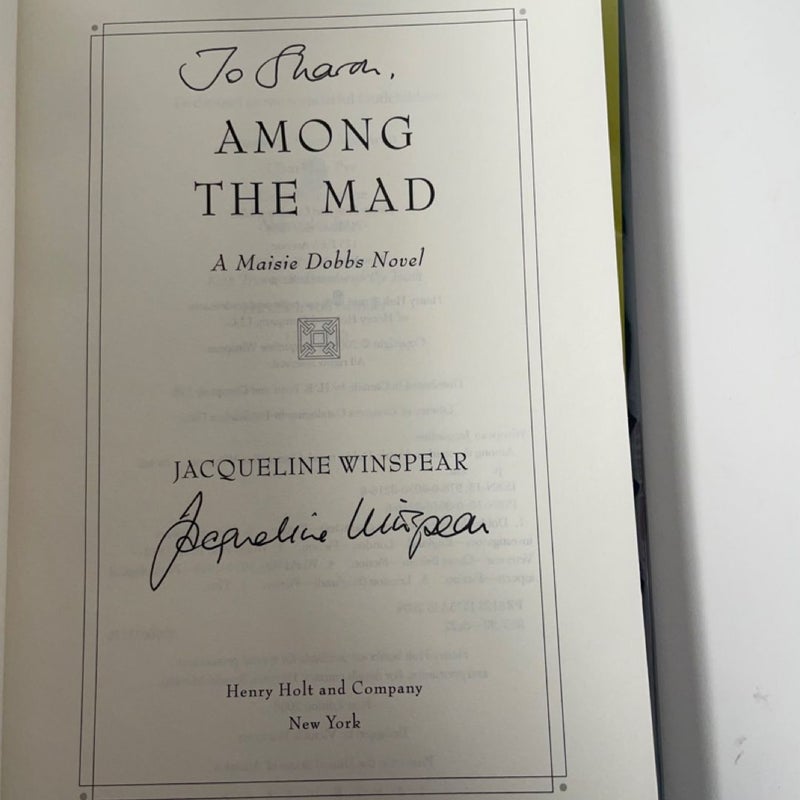 To Sharon,
AMONG
THE MAD
A Maisie Dobbs Novel
JACQUELINE WINSPEAR
Jacqueline Winspear
Henry Holt and Company
New York